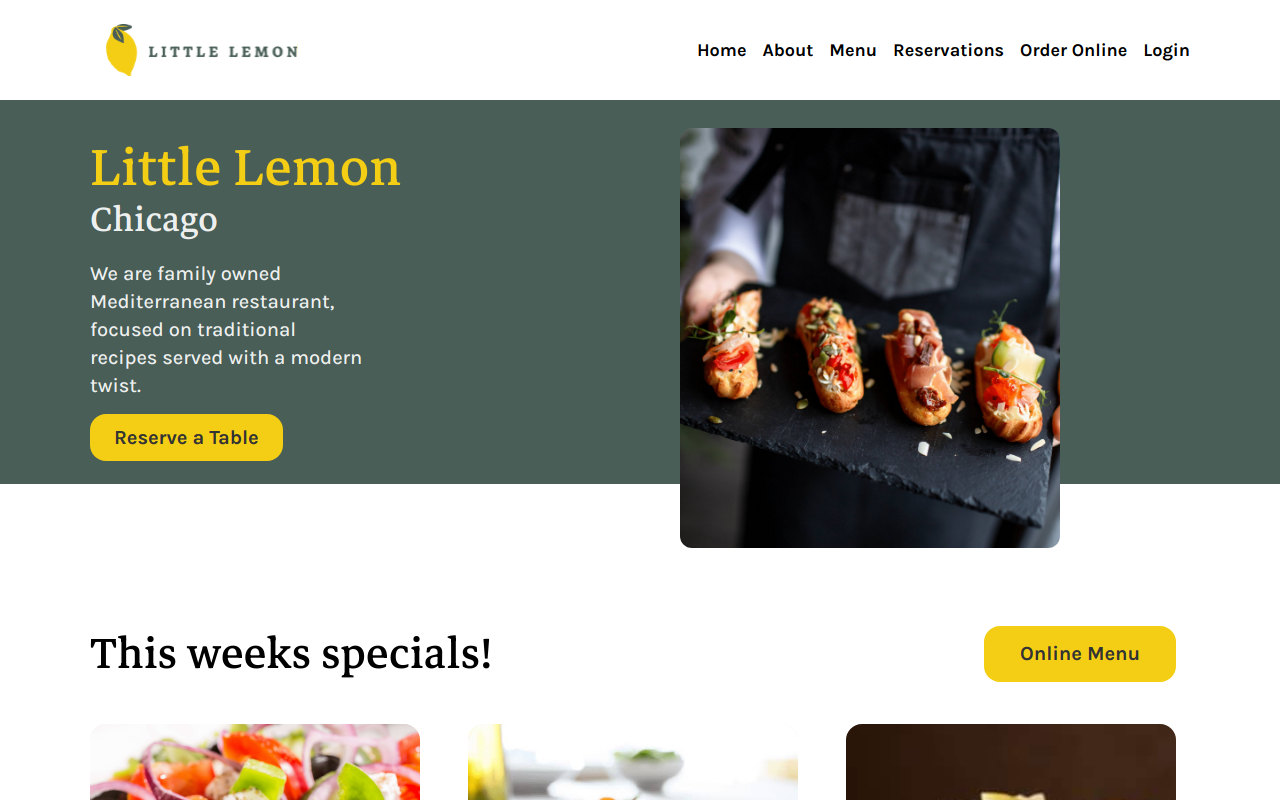 LITTLE LEMON
Home About Menu Reservations Order Online Login
Little Lemon
Chicago
We are family owned
Mediterranean restaurant,
focused on traditional
recipes served with a modern
twist.
Reserve a Table
This weeks specials!
Online Menu